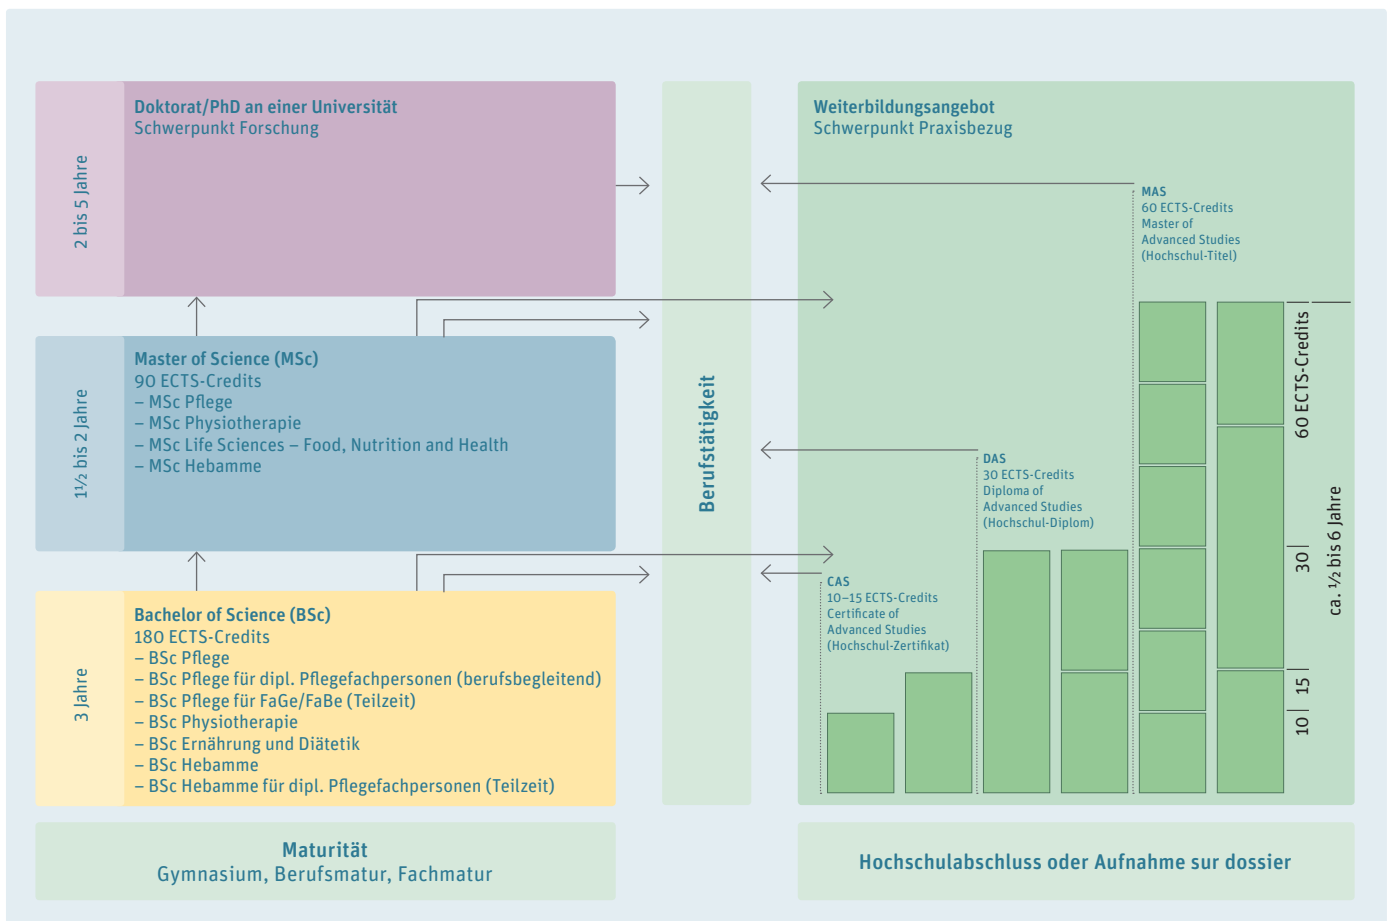 Doktorat/PhD an einer Universität
Schwerpunkt Forschung
2 bis 5 Jahre
Master of Science (MSc)
90 ECTS-Credits
– MSc Pflege
– MSc Physiotherapie
– MSc Life Sciences – Food, Nutrition and Health
– MSc Hebamme
1½ bis 2 Jahre
Bachelor of Science (BSc)
180 ECTS-Credits
– BSc Pflege
– BSc Pflege für dipl. Pflegefachpersonen (berufsbegleitend)
– BSc Pflege für FaGe/FaBe (Teilzeit)
– BSc Physiotherapie
– BSc Ernährung und Diätetik
– BSc Hebamme
– BSc Hebamme für dipl. Pflegefachpersonen (Teilzeit)
3 Jahre
Maturität
Gymnasium, Berufsmatur, Fachmatur
Berufstätigkeit
Weiterbildungsangebot
Schwerpunkt Praxisbezug
MAS
60 ECTS-Credits
Master of
Advanced Studies
(Hochschul-Titel)
DAS
30 ECTS-Credits
Diploma of
Advanced Studies
(Hochschul-Diplom)
CAS
10–15 ECTS-Credits
Certificate of
Advanced Studies
(Hochschul-Zertifikat)
60 ECTS-Credits
30
15
10
ca. ½ bis 6 Jahre
Hochschulabschluss oder Aufnahme sur dossier